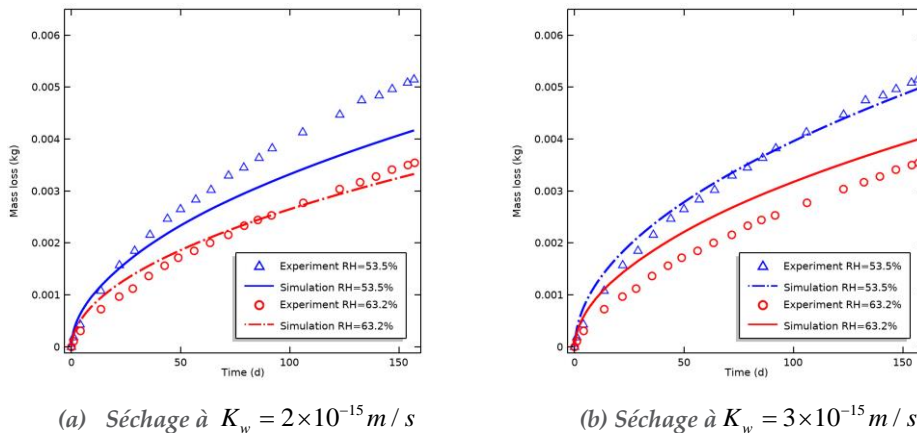 0.006
0.005
0.004
0.003
0.002
0.001
0
Mass loss (kg)
Experiment RH=53.5%
Simulation RH=53.5%
Experiment RH=63.2%
Simulation RH=63.2%
0 50 100 150
Time (d)
(a) Séchage à K_w = 2×10^-15 m / s
0.006
0.005
0.004
0.003
0.002
0.001
0
Mass loss (kg)
Experiment RH=53.5%
Simulation RH=53.5%
Experiment RH=63.2%
Simulation RH=63.2%
0 50 100 150
Time (d)
(b) Séchage à K_w = 3×10^-15 m / s